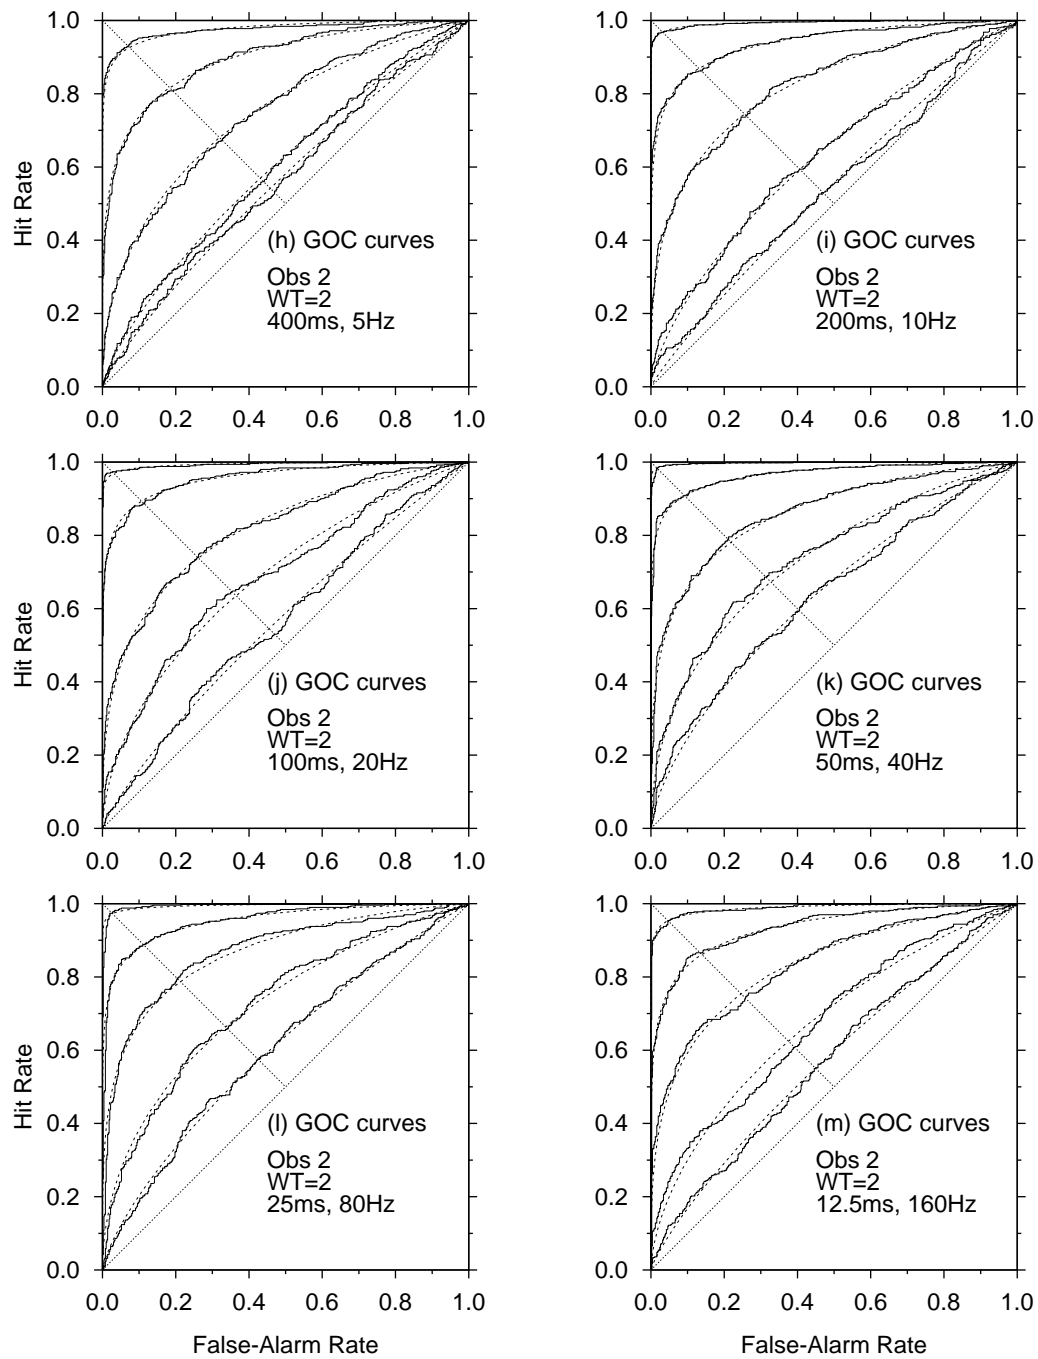 1.0
0.8
0.6
0.4
0.2
0.0
Hit Rate
(h) GOC curves
Obs 2
WT=2
400ms, 5Hz
0.0 0.2 0.4 0.6 0.8 1.0
1.0
0.8
0.6
0.4
0.2
0.0
(i) GOC curves
Obs 2
WT=2
200ms, 10Hz
0.0 0.2 0.4 0.6 0.8 1.0
1.0
0.8
0.6
0.4
0.2
0.0
Hit Rate
(j) GOC curves
Obs 2
WT=2
100ms, 20Hz
0.0 0.2 0.4 0.6 0.8 1.0
1.0
0.8
0.6
0.4
0.2
0.0
(k) GOC curves
Obs 2
WT=2
50ms, 40Hz
0.0 0.2 0.4 0.6 0.8 1.0
1.0
0.8
0.6
0.4
0.2
0.0
Hit Rate
(l) GOC curves
Obs 2
WT=2
25ms, 80Hz
0.0 0.2 0.4 0.6 0.8 1.0
False-Alarm Rate
1.0
0.8
0.6
0.4
0.2
0.0
(m) GOC curves
Obs 2
WT=2
12.5ms, 160Hz
0.0 0.2 0.4 0.6 0.8 1.0
False-Alarm Rate